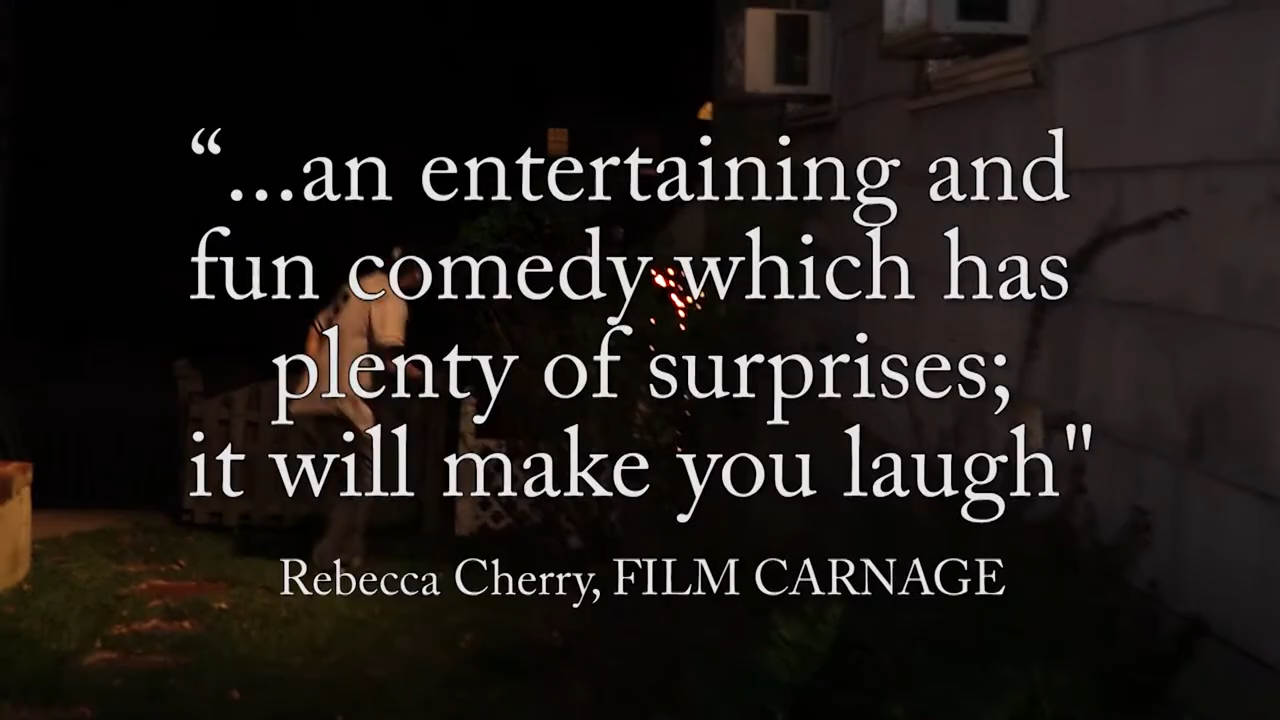 “...an entertaining and
fun comedy which has
plenty of surprises;
it will make you laugh"
Rebecca Cherry, FILM CARNAGE